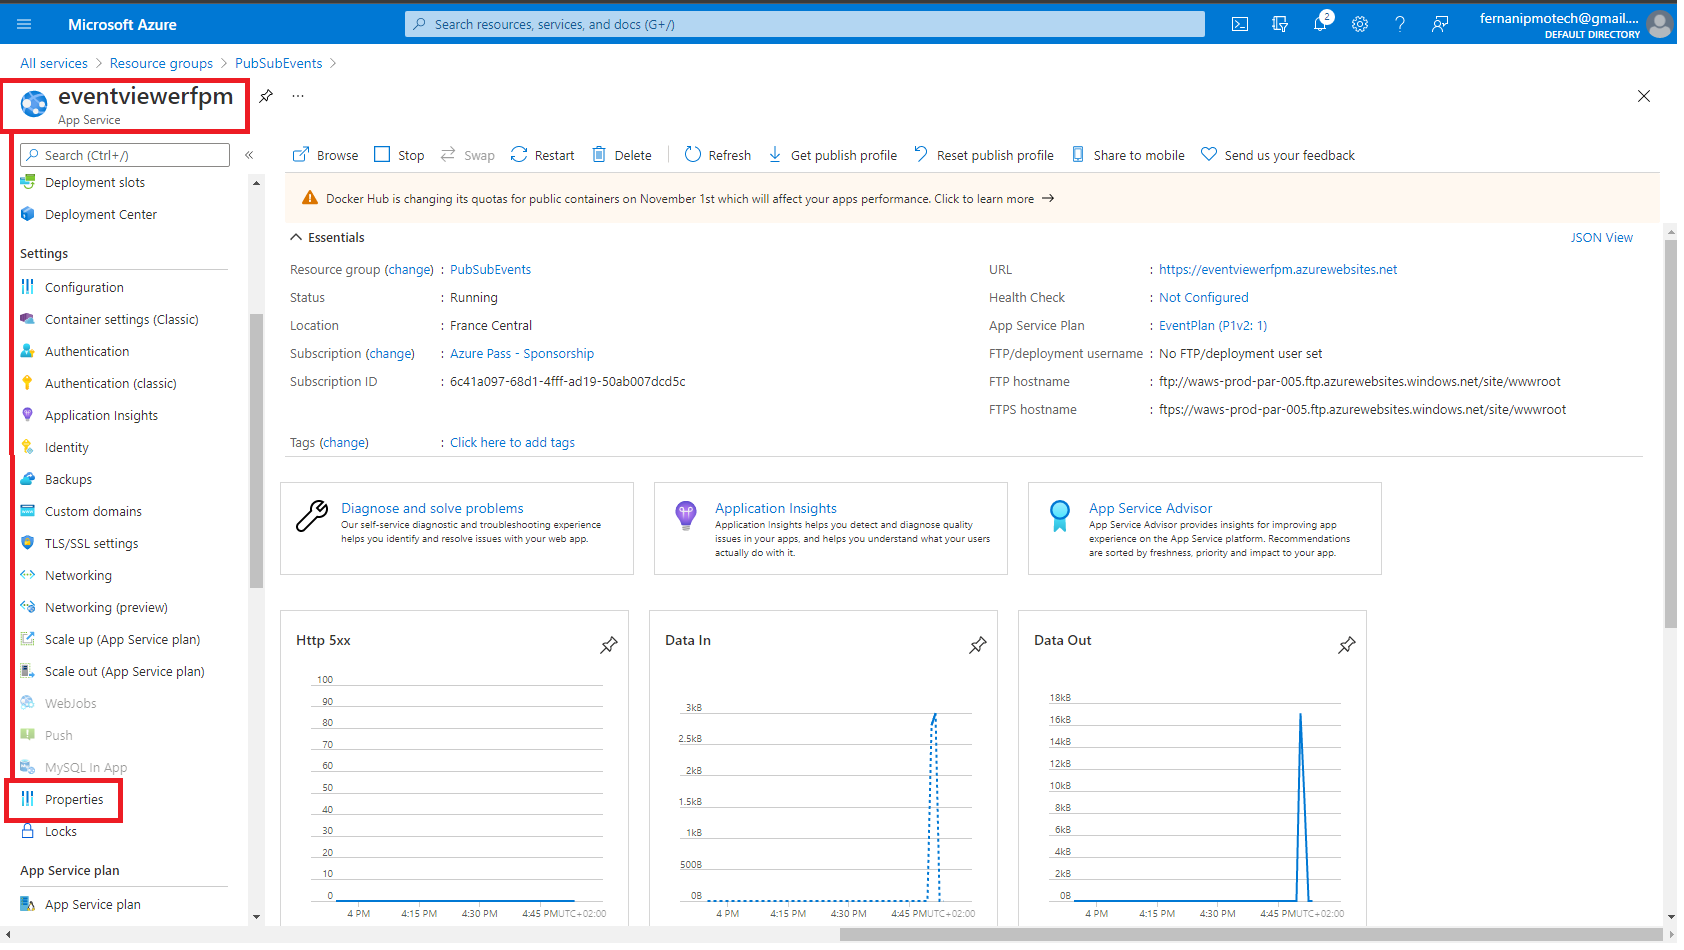 Microsoft Azure
Search resources, services, and docs (G+/)
2
fernanipmotech@gmail....
DEFAULT DIRECTORY
All services > Resource groups > PubSubEvents >
eventviewerfpm
...
App Service
Search (Ctrl+/)
«
Browse
Stop
Swap
Restart
Delete
Refresh
Get publish profile
Reset publish profile
Share to mobile
Send us your feedback
Deployment slots
Deployment Center
Settings
Configuration
Container settings (Classic)
Authentication
Authentication (classic)
Application Insights
Identity
Backups
Custom domains
TLS/SSL settings
Networking
Networking (preview)
Scale up (App Service plan)
Scale out (App Service plan)
WebJobs
Push
MySQL In App
Properties
Locks
App Service plan
App Service plan
Docker Hub is changing its quotas for public containers on November 1st which will affect your apps performance. Click to learn more →
Essentials
JSON View
Resource group (change) : PubSubEvents
Status : Running
Location : France Central
Subscription (change) : Azure Pass - Sponsorship
Subscription ID : 6c41a097-68d1-4fff-ad19-50ab007dcd5c
Tags (change) : Click here to add tags
URL : https://eventviewerfpm.azurewebsites.net
Health Check : Not Configured
App Service Plan : EventPlan (P1v2: 1)
FTP/deployment username : No FTP/deployment user set
FTP hostname : ftp://waws-prod-par-005.ftp.azurewebsites.windows.net/site/wwwroot
FTPS hostname : ftps://waws-prod-par-005.ftp.azurewebsites.windows.net/site/wwwroot
Diagnose and solve problems
Our self-service diagnostic and troubleshooting experience
helps you identify and resolve issues with your web app.
Application Insights
Application Insights helps you detect and diagnose quality
issues in your apps, and helps you understand what your users
actually do with it.
App Service Advisor
App Service Advisor provides insights for improving app
experience on the App Service platform. Recommendations
are sorted by freshness, priority and impact to your app.
Http 5xx
100
90
80
70
60
50
40
30
20
10
0
4 PM 4:15 PM 4:30 PM 4:45 PM UTC+02:00
Data In
3kB
2.5kB
2kB
1.5kB
1kB
500B
0B
4 PM 4:15 PM 4:30 PM 4:45 PM UTC+02:00
Data Out
18kB
16kB
14kB
12kB
10kB
8kB
6kB
4kB
2kB
0B
4 PM 4:15 PM 4:30 PM 4:45 PM UTC+02:00